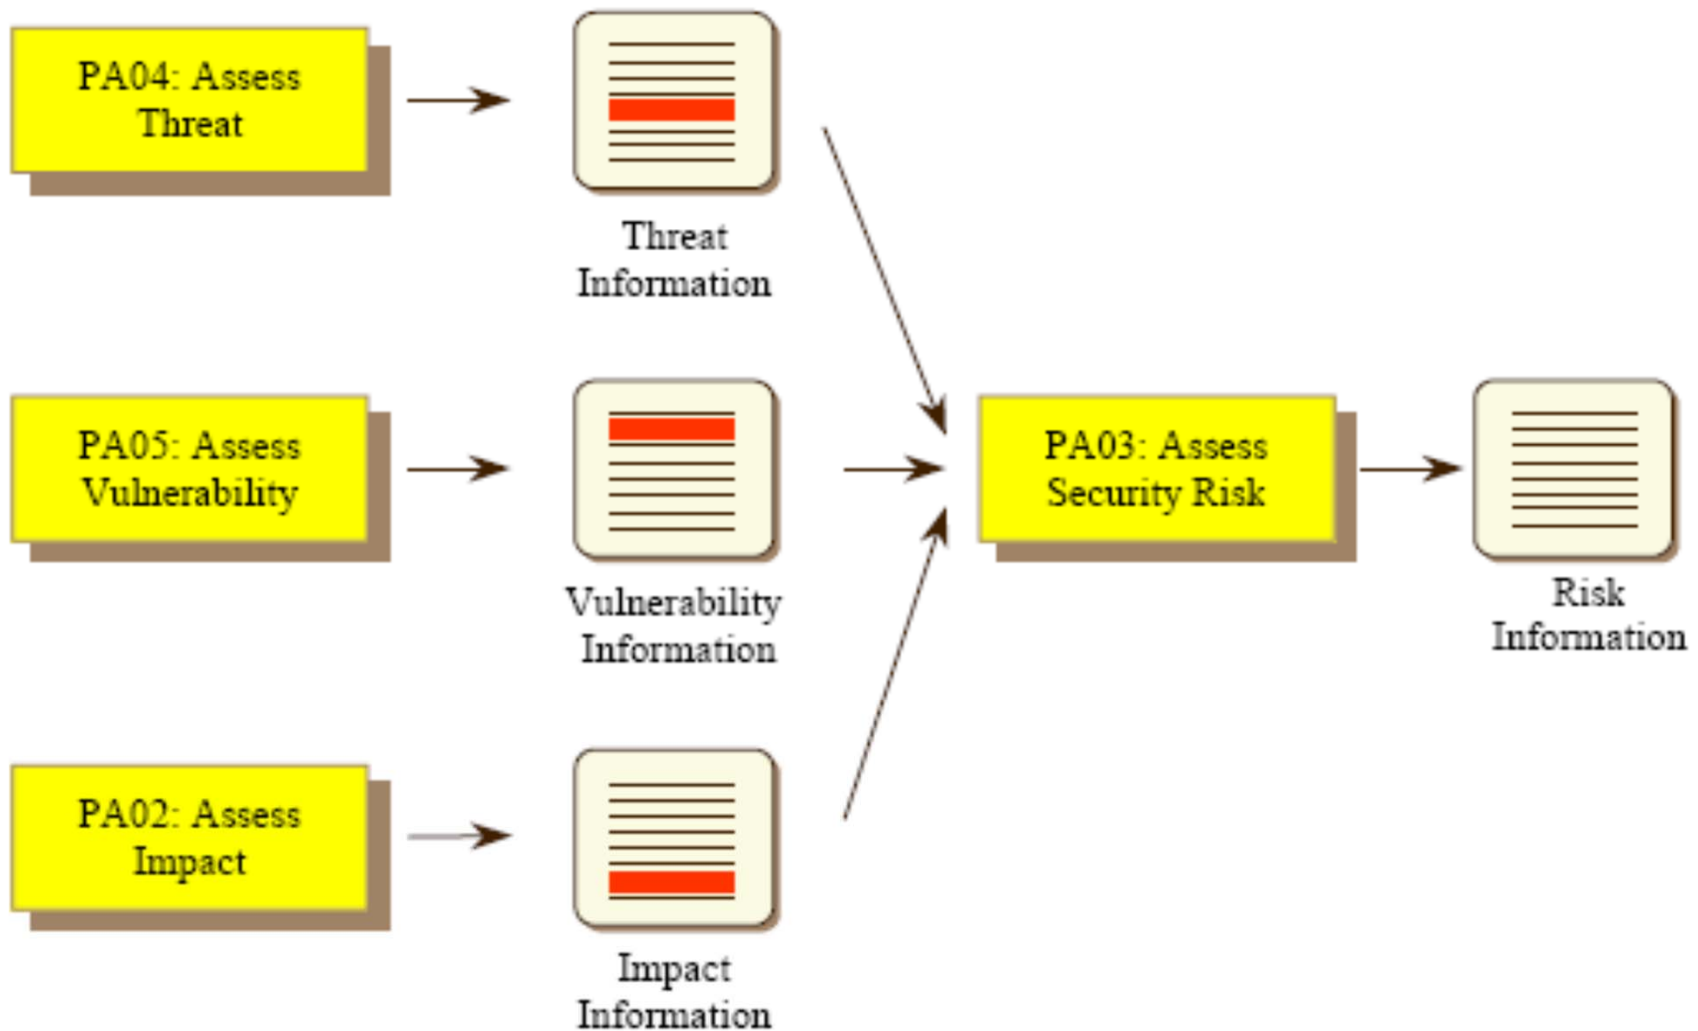 PA04: Assess
Threat
Threat
Information
PA05: Assess
Vulnerability
Vulnerability
Information
PA03: Assess
Security Risk
Risk
Information
PA02: Assess
Impact
Impact
Information